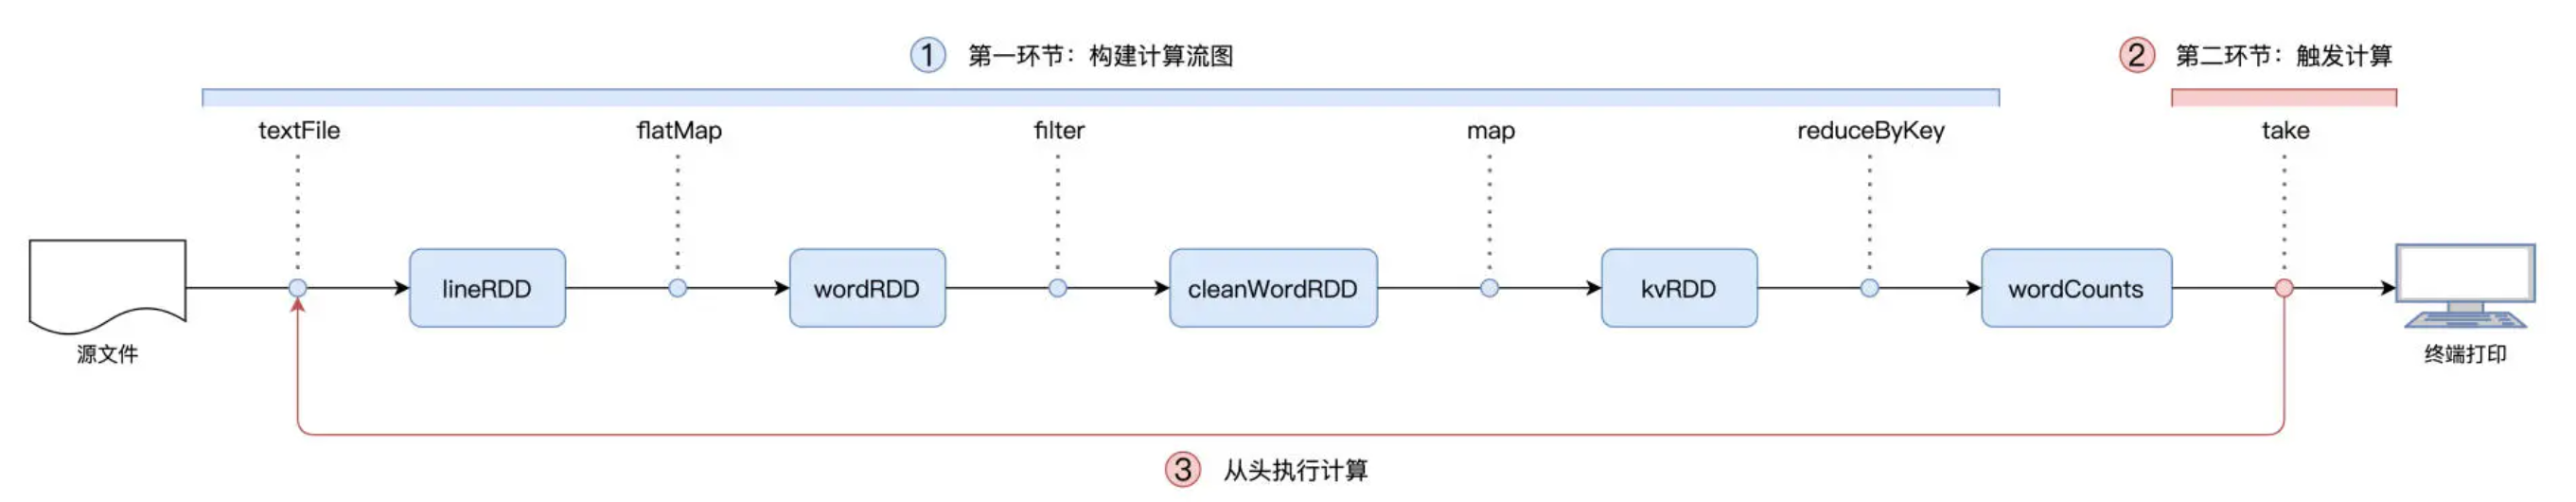 ① 第一环节：构建计算流图
② 第二环节：触发计算
textFile
flatMap
filter
map
reduceByKey
take
lineRDD
wordRDD
cleanWordRDD
kvRDD
wordCounts
源文件
终端打印
③ 从头执行计算